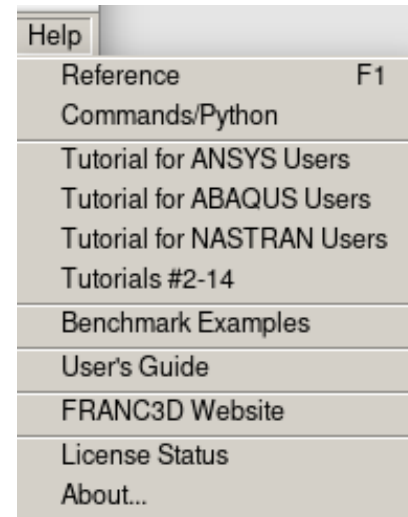 Help
Reference F1
Commands/Python
Tutorial for ANSYS Users
Tutorial for ABAQUS Users
Tutorial for NASTRAN Users
Tutorials #2-14
Benchmark Examples
User's Guide
FRANC3D Website
License Status
About...